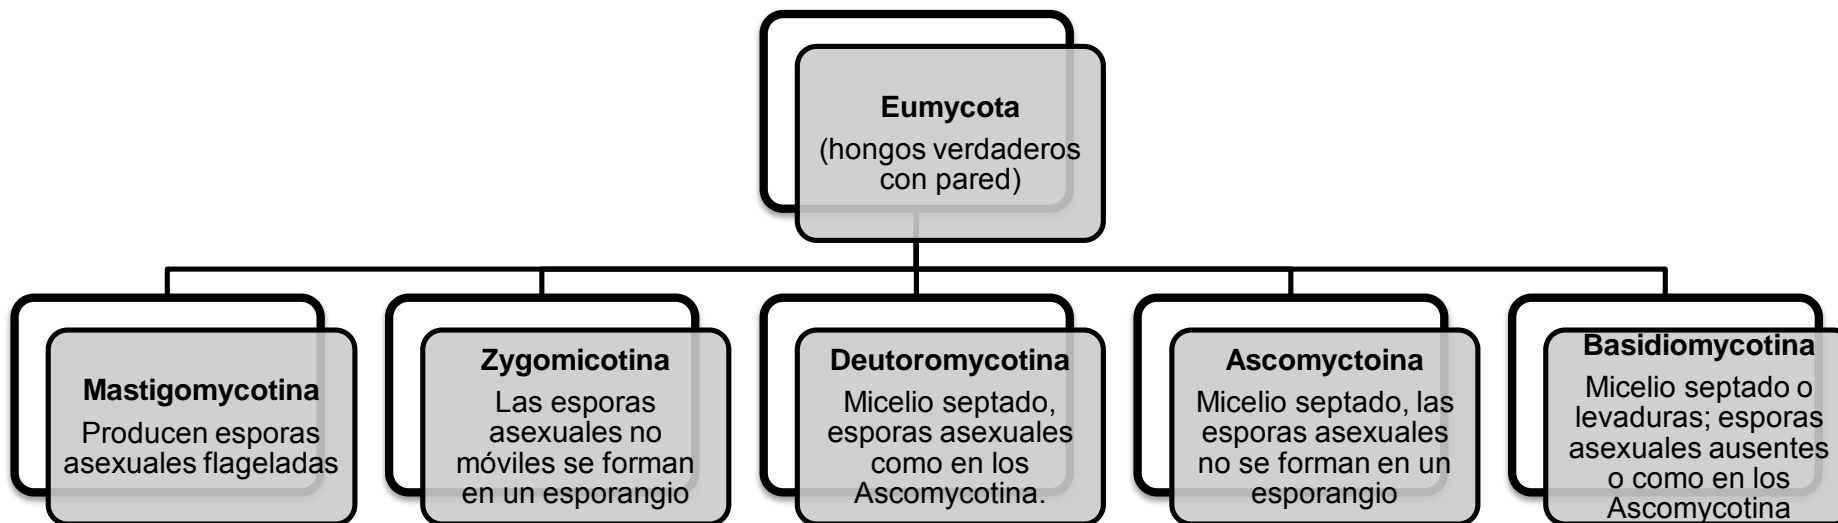 Eumycota
(hongos verdaderos
con pared)
Mastigomycotina
Producen esporas
asexuales flageladas
Zygomicotina
Las esporas
asexuales no
móviles se forman
en un esporangio
Deutoromycotina
Micelio septado,
esporas asexuales
como en los
Ascomycotina.
Ascomyctoina
Micelio septado, las
esporas asexuales
no se forman en un
esporangio
Basidiomycotina
Micelio septado o
levaduras; esporas
asexuales ausentes
o como en los
Ascomycotina